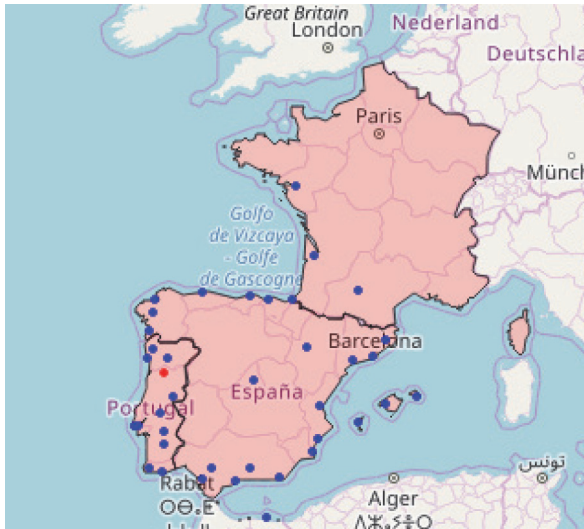 Great Britain
London
Nederland
Deutschla
Paris
Münch
Golfo
de Vizcaya
- Golfe
de Gascogne
Barcelona
España
Portugal
Rabat
ⵔⴱⴰⵟ
Alger
تونس